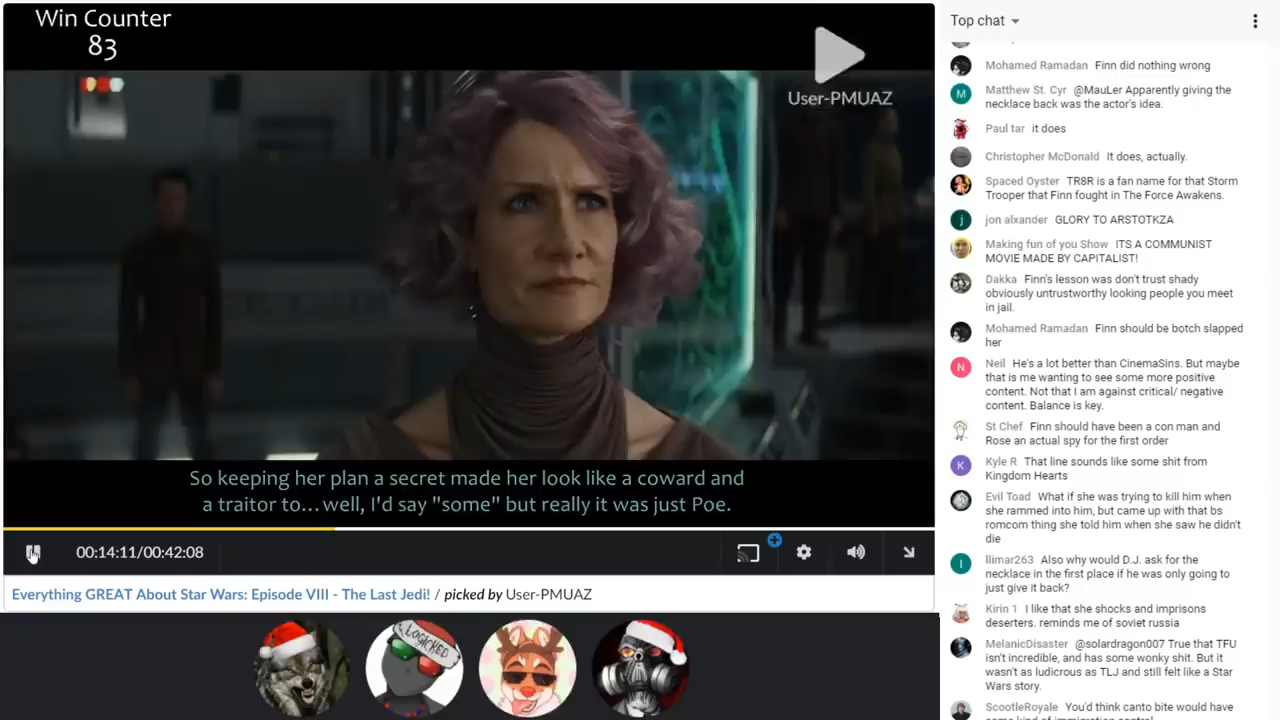 Win Counter
83
User-PMUAZ
So keeping her plan a secret made her look like a coward and
a traitor to...well, I'd say "some" but really it was just Poe.
00:14:11/00:42:08
Everything GREAT About Star Wars: Episode VIII - The Last Jedi! / picked by User-PMUAZ
LOGICKED
Top chat
Mohamed Ramadan Finn did nothing wrong
Matthew St. Cyr @MauLer Apparently giving the
necklace back was the actor's idea.
Paul tar it does
Christopher McDonald It does, actually.
Spaced Oyster TR8R is a fan name for that Storm
Trooper that Finn fought in The Force Awakens.
jon alxander GLORY TO ARSTOTKZA
Making fun of you Show ITS A COMMUNIST
MOVIE MADE BY CAPITALIST!
Dakka Finn's lesson was don't trust shady
obviously untrustworthy looking people you meet
in jail.
Mohamed Ramadan Finn should be botch slapped
her
Neil He's a lot better than CinemaSins. But maybe
that is me wanting to see some more positive
content. Not that I am against critical/ negative
content. Balance is key.
St Chef Finn should have been a con man and
Rose an actual spy for the first order
Kyle R That line sounds like some shit from
Kingdom Hearts
Evil Toad What if she was trying to kill him when
she rammed into him, but came up with that bs
romcom thing she told him when she saw he didn't
die
llimar263 Also why would D.J. ask for the
necklace in the first place if he was only going to
just give it back?
Kirin 1 I like that she shocks and imprisons
deserters. reminds me of soviet russia
MelanicDisaster @solardragon007 True that TFU
isn't incredible, and has some wonky shit. But it
wasn't as ludicrous as TLJ and still felt like a Star
Wars story.
ScootleRoyale You'd think canto bite would have